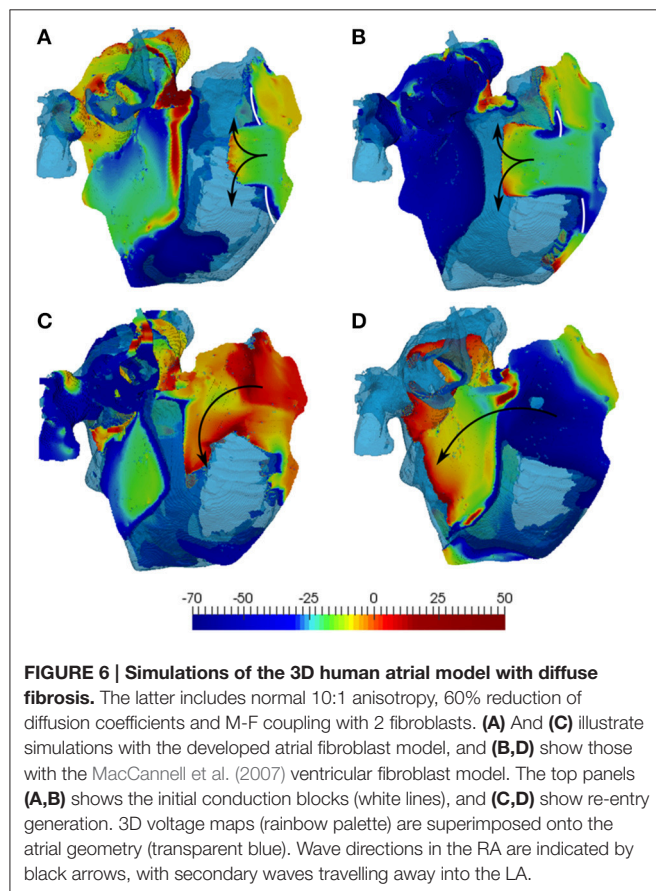 A
B
C
D
-70 -25 0 25 50
FIGURE 6 | Simulations of the 3D human atrial model with diffuse
fibrosis. The latter includes normal 10:1 anisotropy, 60% reduction of
diffusion coefficients and M-F coupling with 2 fibroblasts. (A) And (C) illustrate
simulations with the developed atrial fibroblast model, and (B,D) show those
with the MacCannell et al. (2007) ventricular fibroblast model. The top panels
(A,B) shows the initial conduction blocks (white lines), and (C,D) show re-entry
generation. 3D voltage maps (rainbow palette) are superimposed onto the
atrial geometry (transparent blue). Wave directions in the RA are indicated by
black arrows, with secondary waves travelling away into the LA.